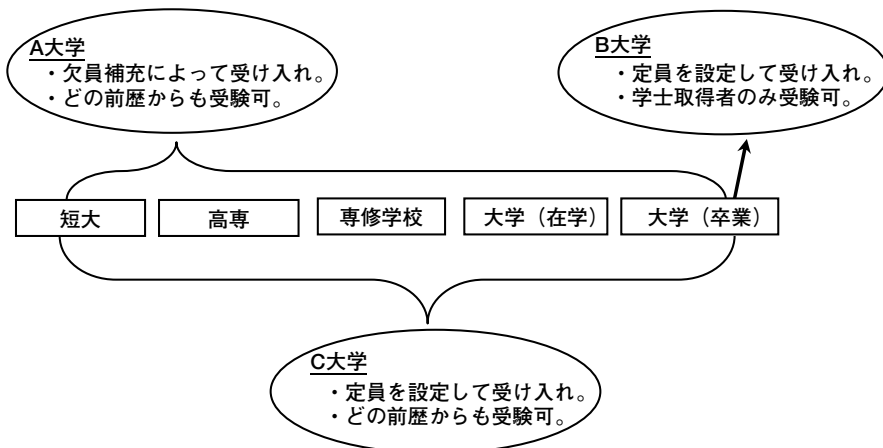 A大学
・欠員補充によって受け入れ。
・どの前歴からも受験可。
B大学
・定員を設定して受け入れ。
・学士取得者のみ受験可。
短大
高専
専修学校
大学（在学）
大学（卒業）
C大学
・定員を設定して受け入れ。
・どの前歴からも受験可。